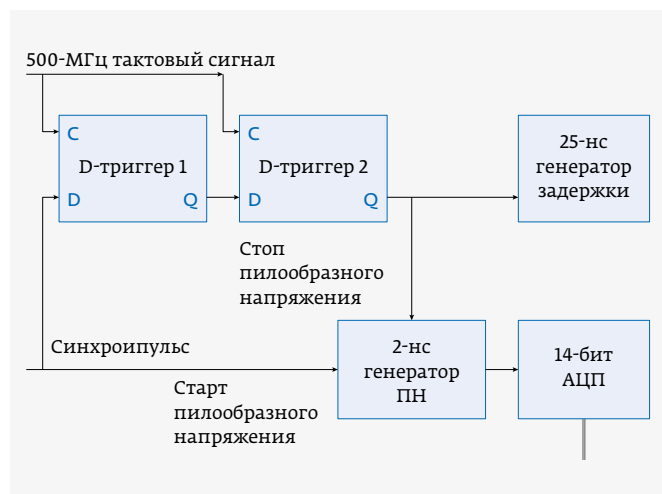 500-МГц тактовый сигнал
C
D-триггер 1
D
Q
C
D-триггер 2
D
Q
25-нс
генератор
задержки
Стоп
пилообразного
напряжения
Синхроипульс
Старт
пилообразного
напряжения
2-нс
генератор
ПН
14-бит
АЦП